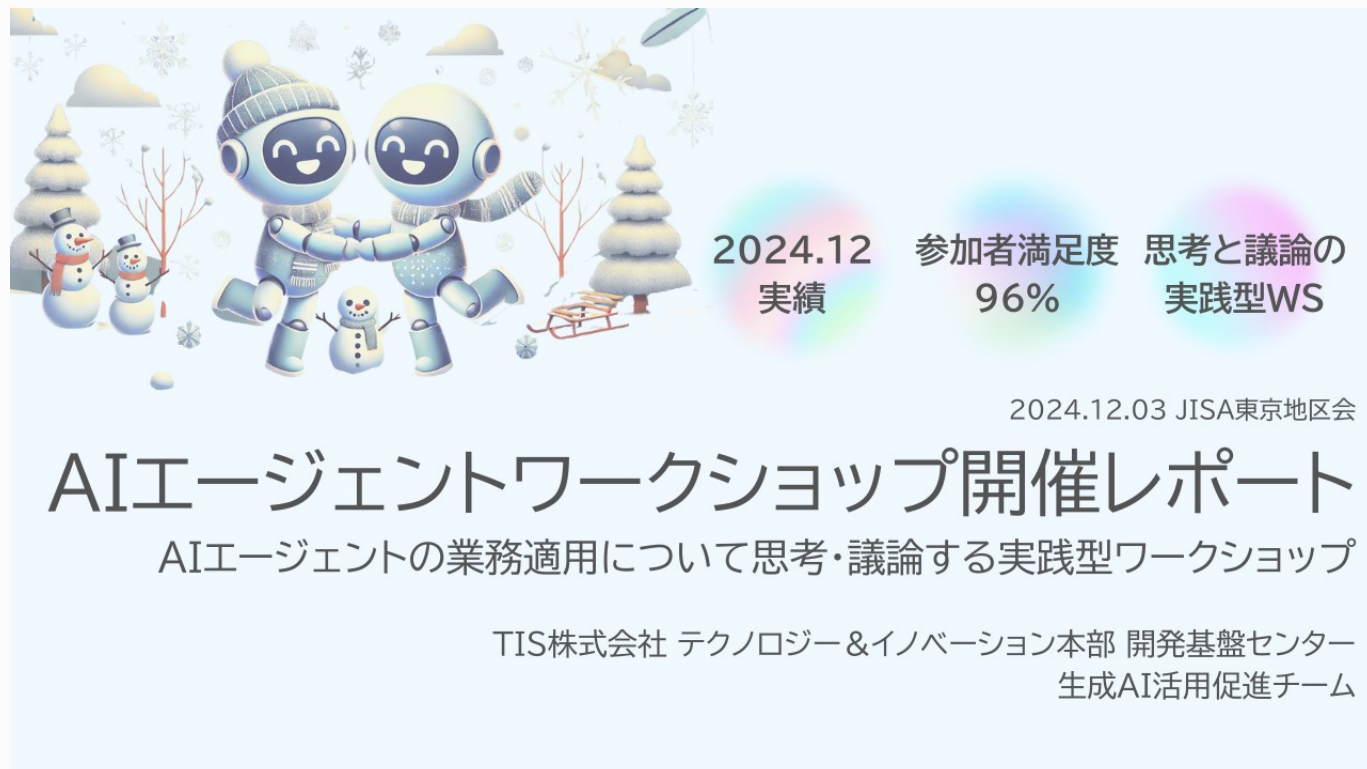 2024.12
実績
参加者満足度
96%
思考と議論の
実践型WS
2024.12.03 JISA東京地区会
AIエージェントワークショップ開催レポート
AIエージェントの業務適用について思考・議論する実践型ワークショップ
TIS株式会社 テクノロジー&イノベーション本部 開発基盤センター
生成AI活用促進チーム